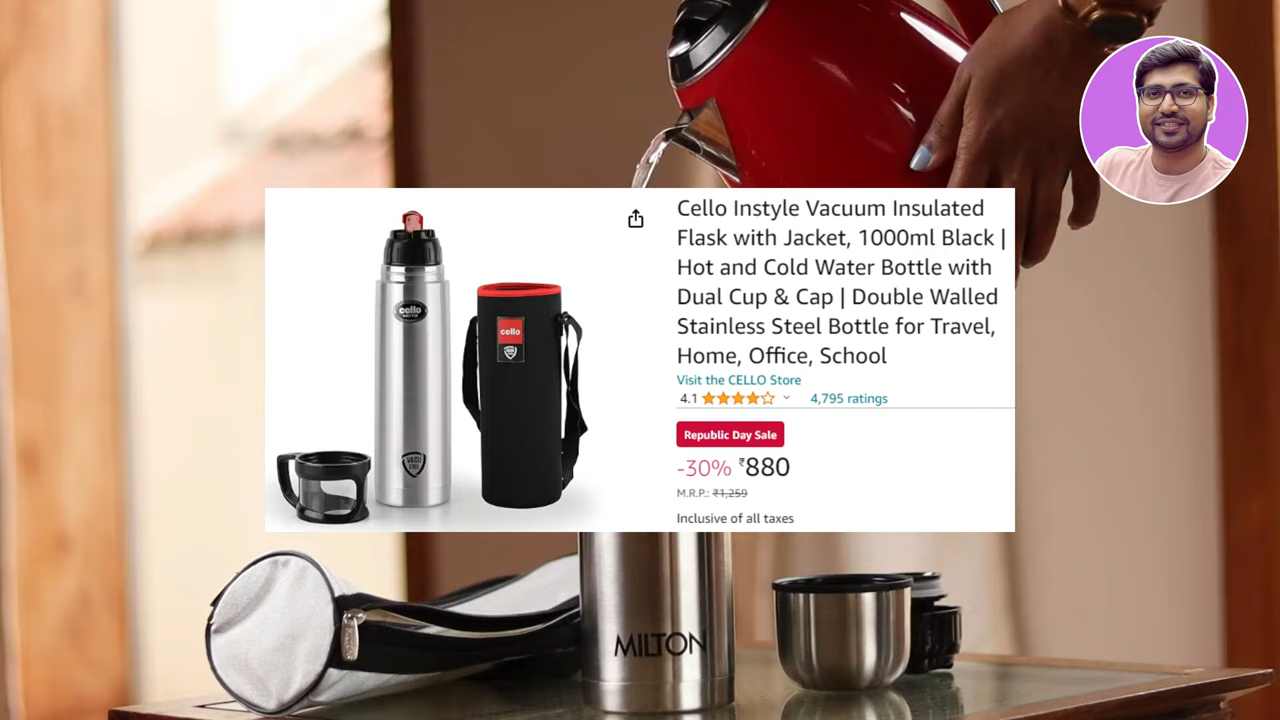 Cello Instyle Vacuum Insulated
Flask with Jacket, 1000ml Black |
Hot and Cold Water Bottle with
Dual Cup & Cap | Double Walled
Stainless Steel Bottle for Travel,
Home, Office, School
Visit the CELLO Store
4.1 4,795 ratings
Republic Day Sale
-30% ₹880
M.R.P.: ₹1,259
Inclusive of all taxes
cello
cello
MILTON